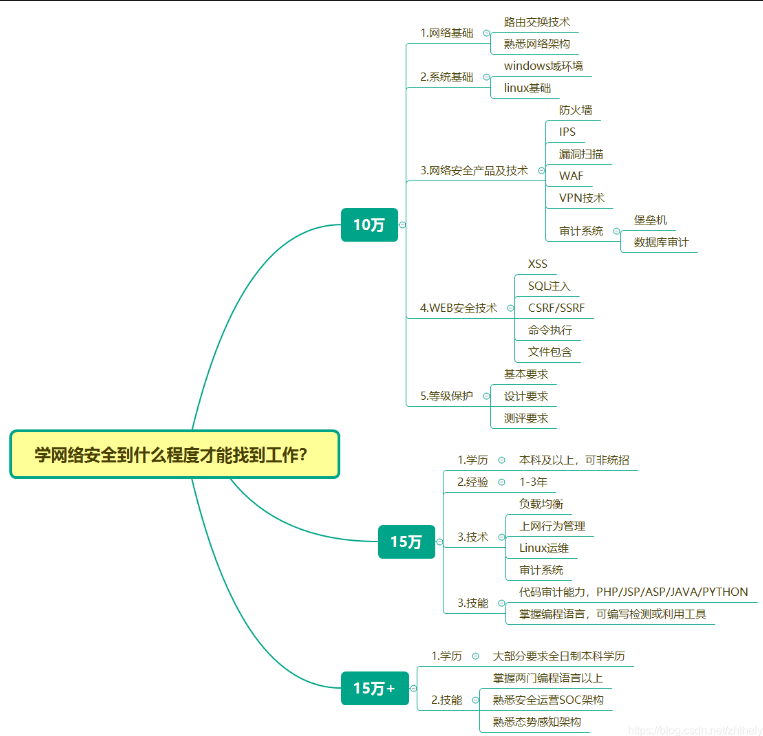 学网络安全到什么程度才能找到工作？
10万
1.网络基础
路由交换技术
熟悉网络架构
2.系统基础
windows域环境
linux基础
3.网络安全产品及技术
防火墙
IPS
漏洞扫描
WAF
VPN技术
审计系统
堡垒机
数据库审计
4.WEB安全技术
XSS
SQL注入
CSRF/SSRF
命令执行
文件包含
5.等级保护
基本要求
设计要求
测评要求
15万
1.学历
本科及以上，可非统招
2.经验
1-3年
3.技术
负载均衡
上网行为管理
Linux运维
审计系统
3.技能
代码审计能力，PHP/JSP/ASP/JAVA/PYTHON
掌握编程语言，可编写检测或利用工具
15万+
1.学历
大部分要求全日制本科学历
2.技能
掌握两门编程语言以上
熟悉安全运营SOC架构
熟悉态势感知架构